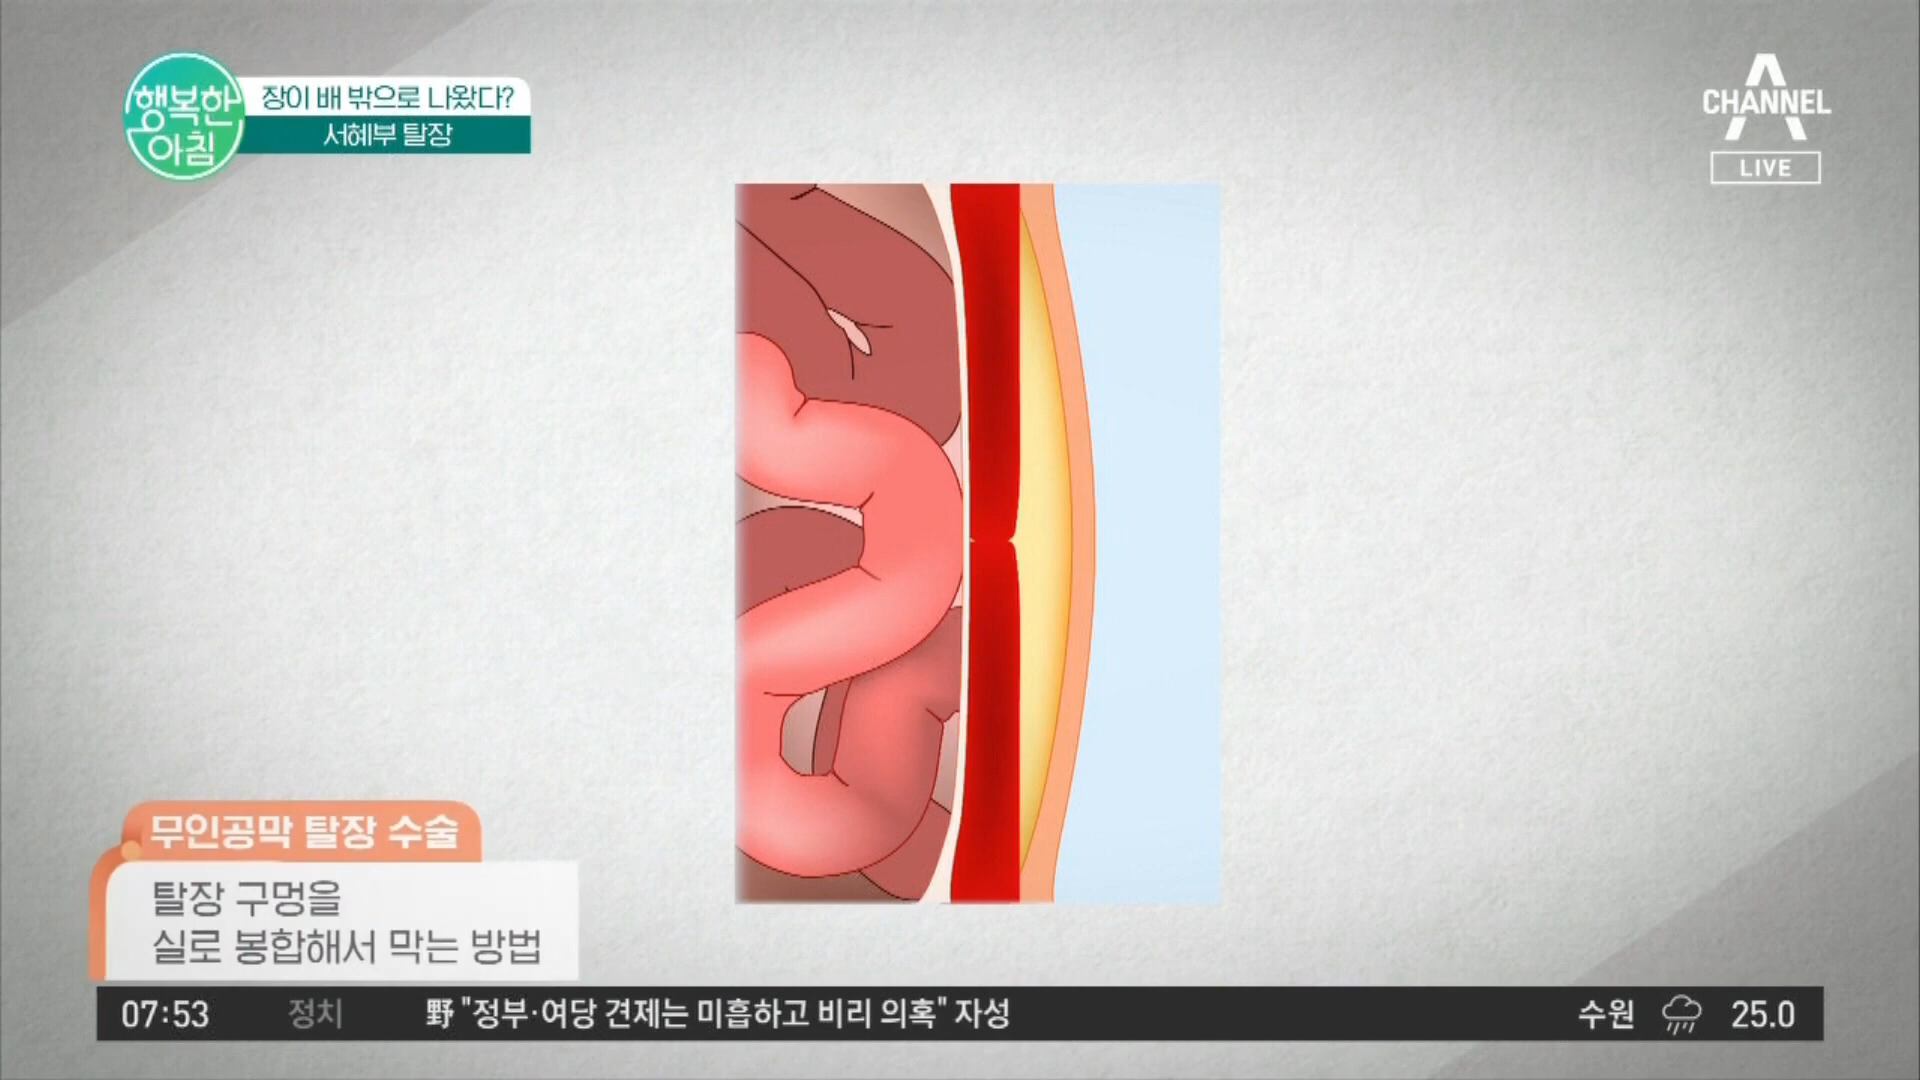 행복한
아침
장이 배 밖으로 나왔다?
서혜부 탈장
CHANNEL
LIVE
무인공막 탈장 수술
탈장 구멍을
실로 봉합해서 막는 방법
07:53 정치 野 "정부·여당 견제는 미흡하고 비리 의혹" 자성 수원 25.0